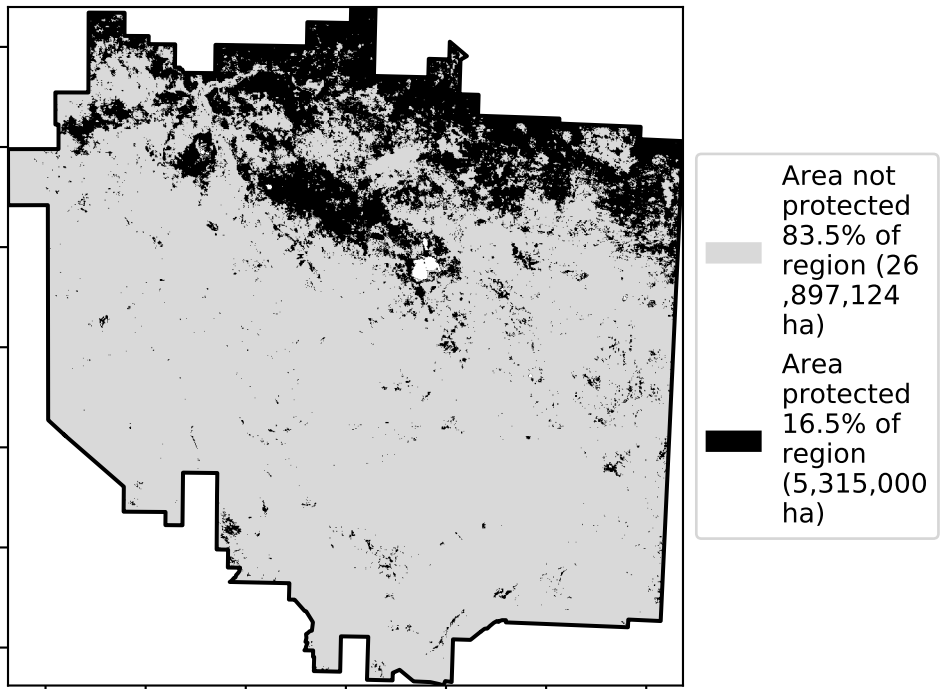 Area not
protected
83.5% of
region (26
,897,124
ha)
Area
protected
16.5% of
region
(5,315,000
ha)